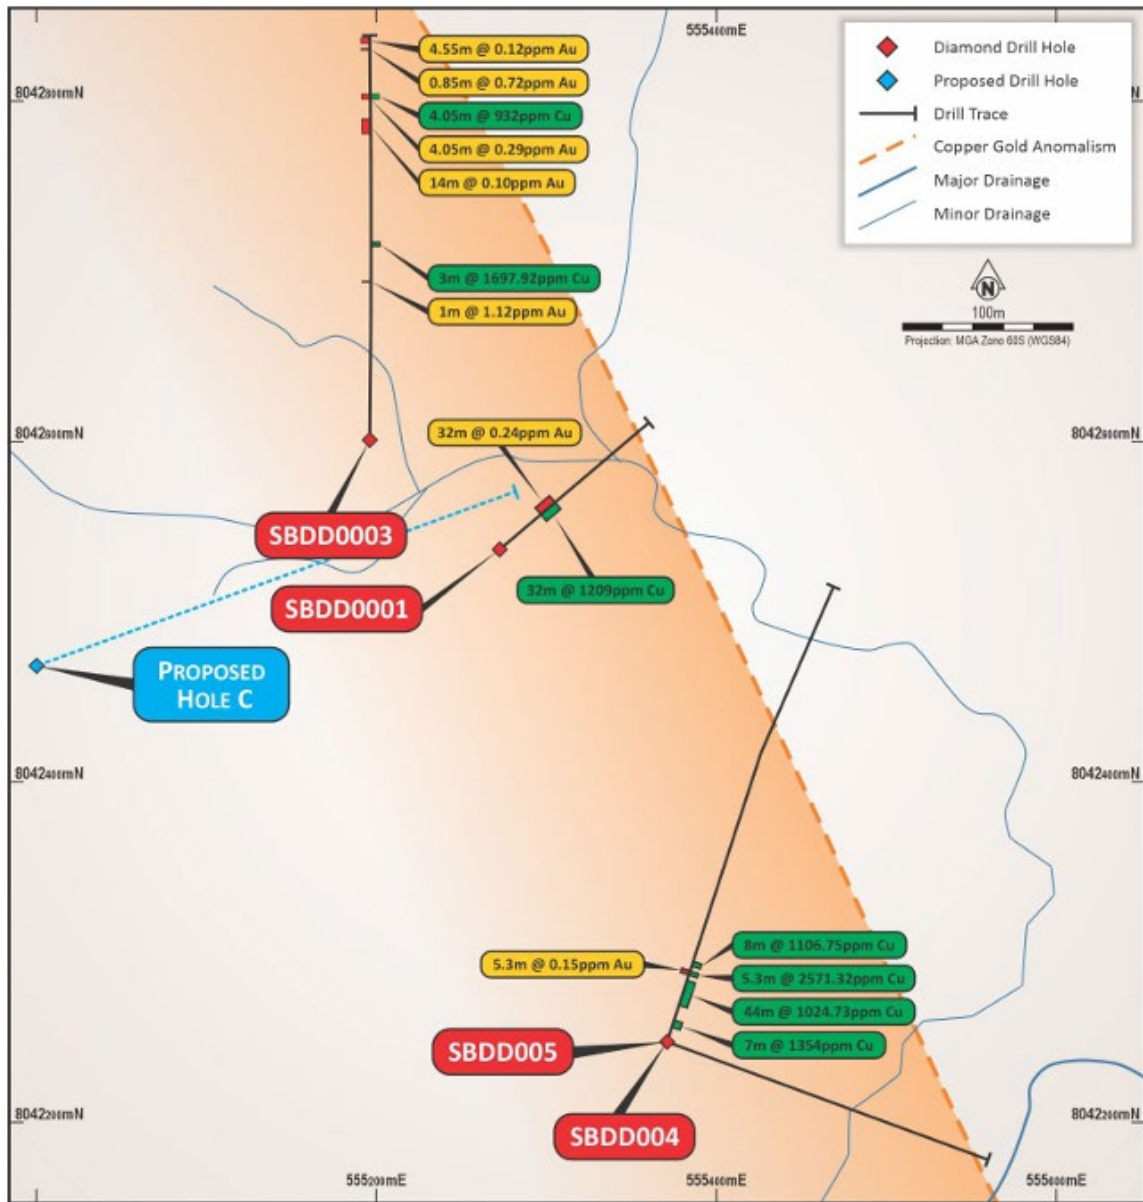 555400mE
Diamond Drill Hole
Proposed Drill Hole
Drill Trace
Copper Gold Anomalism
Major Drainage
Minor Drainage
4.55m @ 0.12ppm Au
0.85m @ 0.72ppm Au
8042800mN
4.05m @ 932ppm Cu
4.05m @ 0.29ppm Au
14m @ 0.10ppm Au
3m @ 1697.92ppm Cu
1m @ 1.12ppm Au
N
100m
Projection: MGA Zone 60S (WGS84)
8042600mN
32m @ 0.24ppm Au
8042600mN
SBDD0003
32m @ 1209ppm Cu
SBDD0001
PROPOSED
HOLE C
8042400mN
8042400mN
8m @ 1106.75ppm Cu
5.3m @ 0.15ppm Au
5.3m @ 2571.32ppm Cu
44m @ 1024.73ppm Cu
7m @ 1354ppm Cu
SBDD005
SBDD004
8042200mN
8042200mN
555200mE
555400mE
555600mE